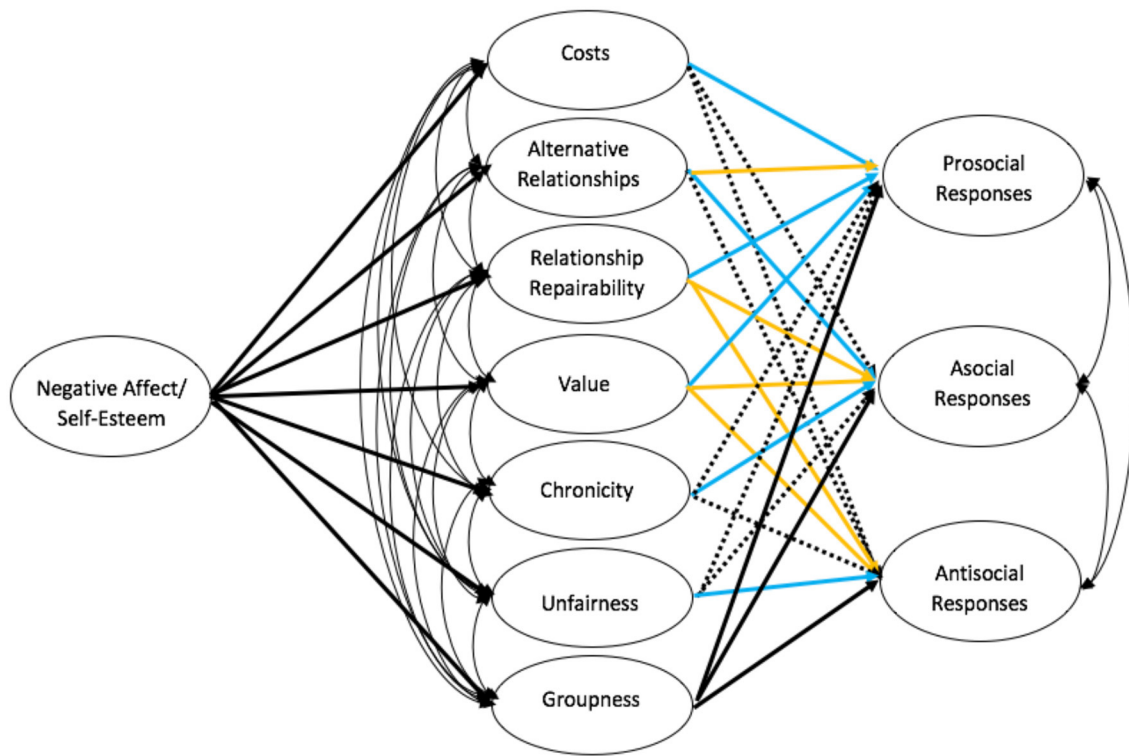 Costs
Alternative
Relationships
Prosocial
Responses
Relationship
Repairability
Negative Affect/
Self-Esteem
Value
Asocial
Responses
Chronicity
Unfairness
Antisocial
Responses
Groupness